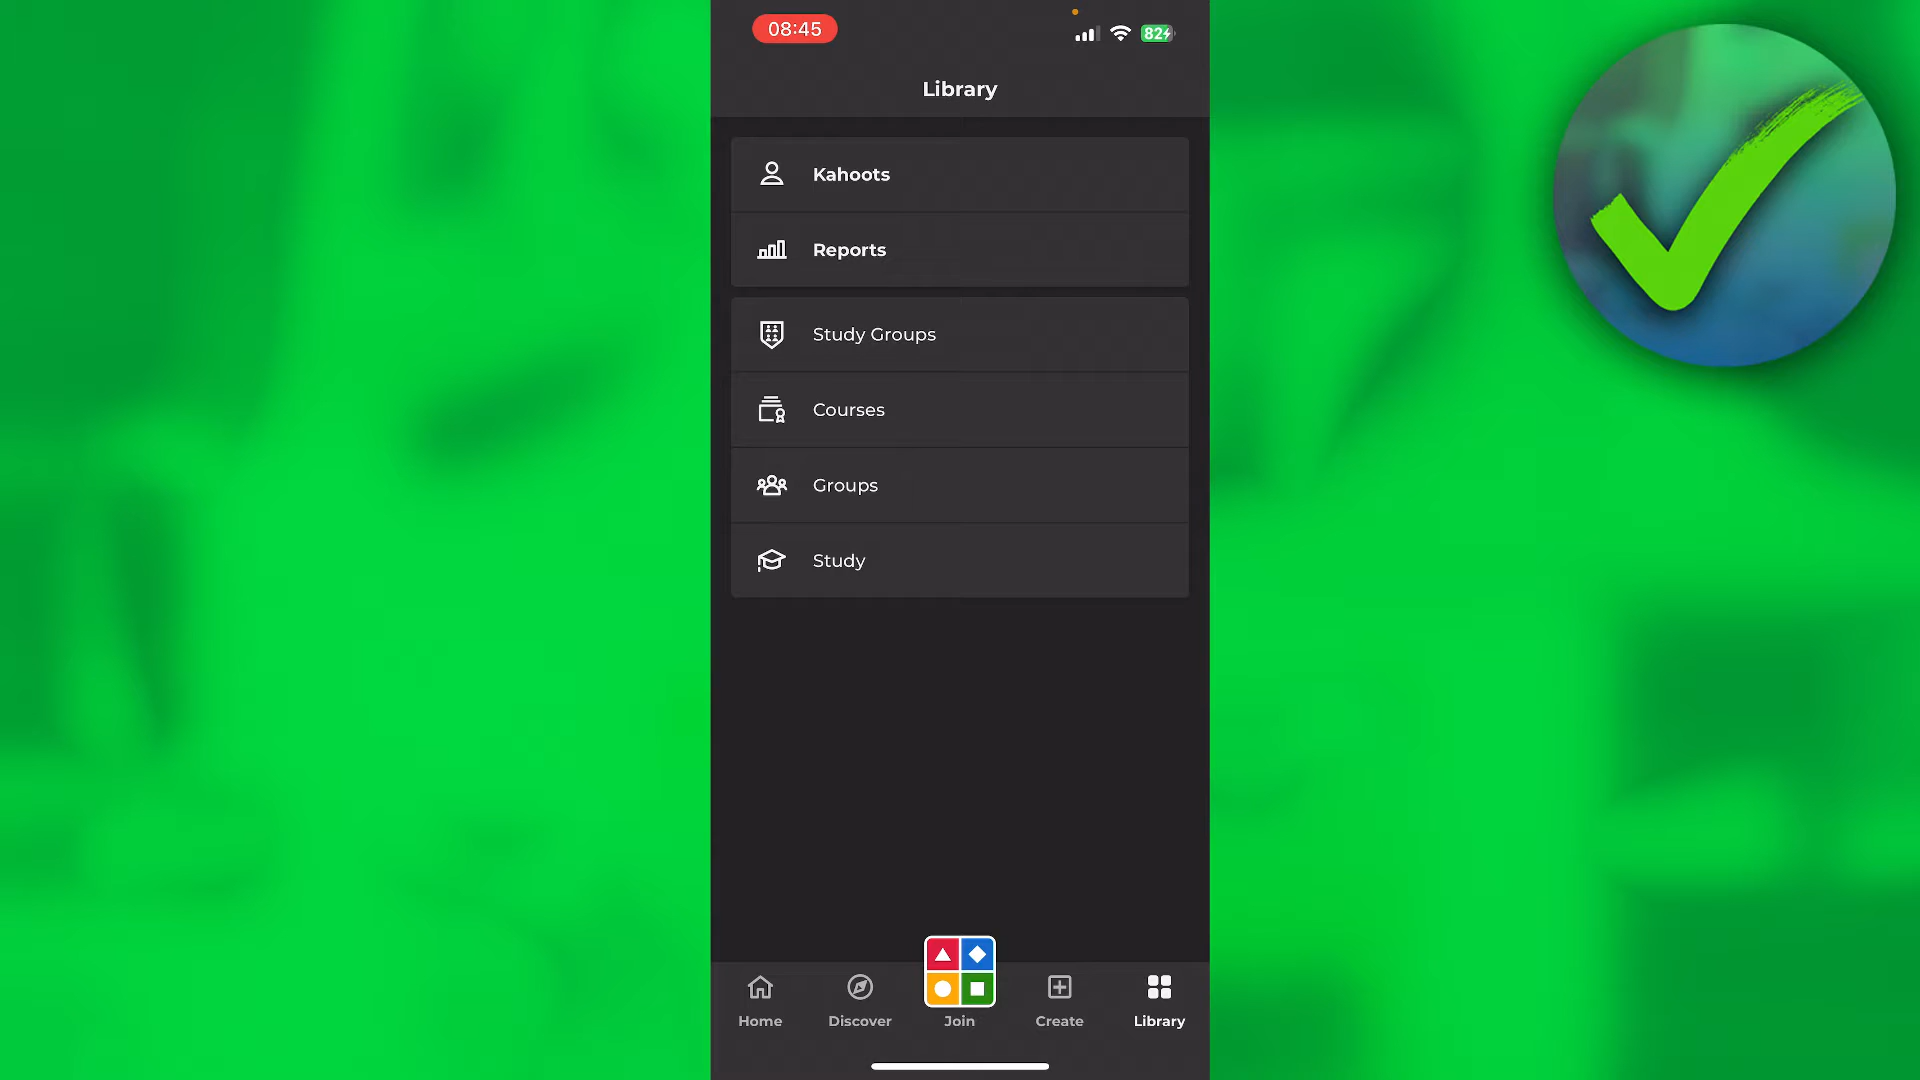 08:45
82
Library
Kahoots
Reports
Study Groups
Courses
Groups
Study
Home
Discover
Join
Create
Library